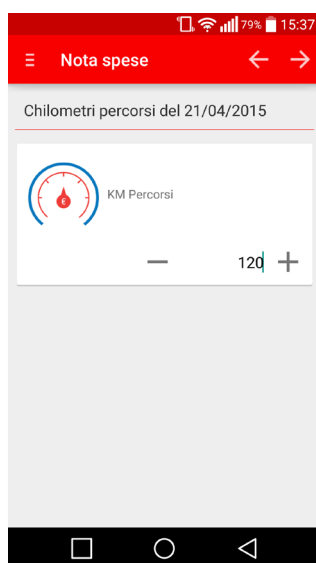 79% 15:37
Nota spese
Chilometri percorsi del 21/04/2015
€
KM Percorsi
120